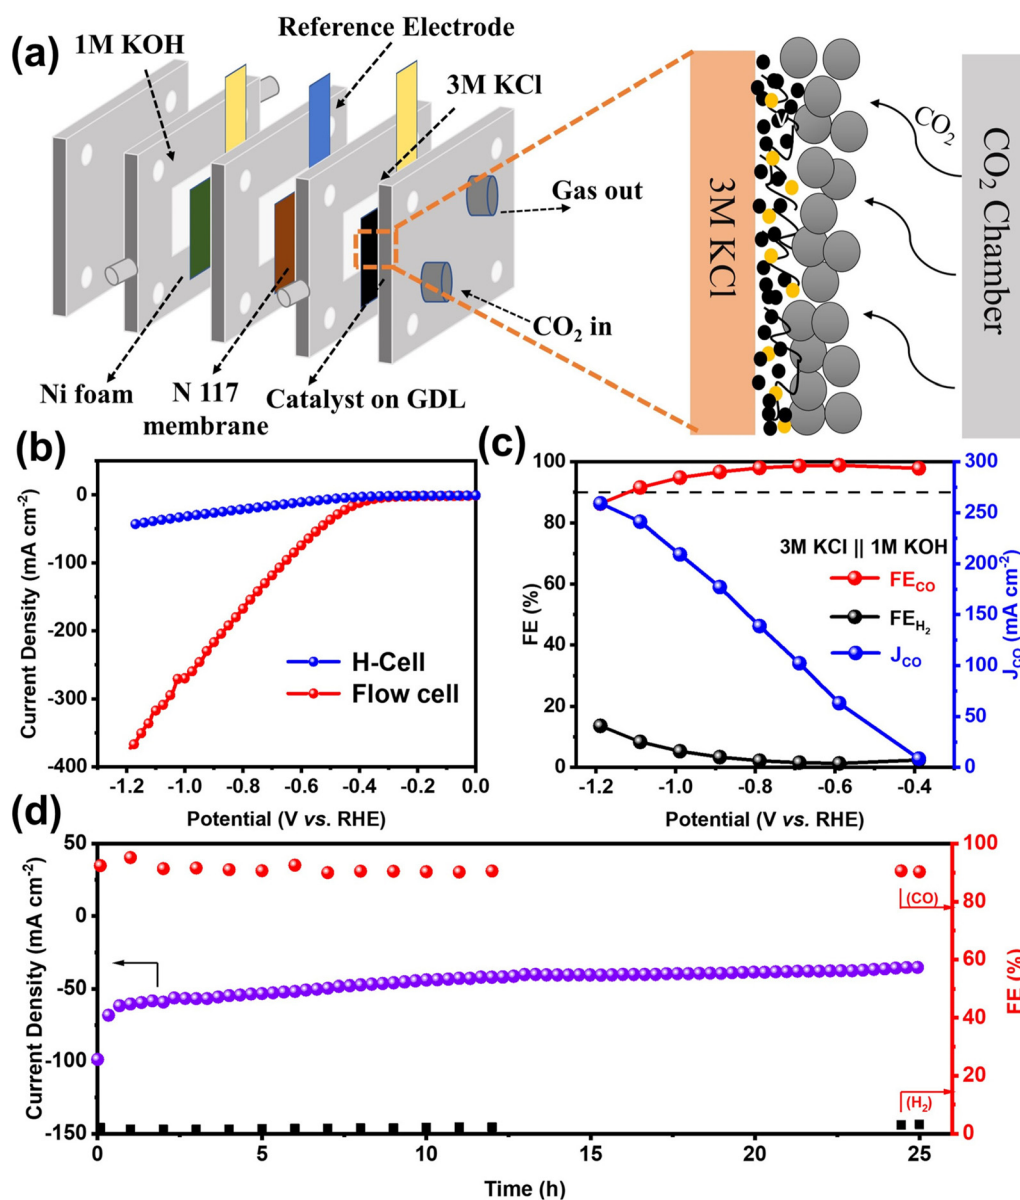 (a)
1M KOH
Reference Electrode
3M KCl
Gas out
CO₂ in
Ni foam
N 117
membrane
Catalyst on GDL
3M KCl
CO₂
CO₂ Chamber
(b)
Current Density (mA cm⁻²)
0
-100
-200
-300
-400
H-Cell
Flow cell
-1.2 -1.0 -0.8 -0.6 -0.4 -0.2 0.0
Potential (V vs. RHE)
(c)
FE (%)
100
80
60
40
20
0
3M KCl || 1M KOH
FE_CO
FE_H₂
J_CO
300
250
200
150
100
50
0
J_CO (mA cm⁻²)
-1.2 -1.0 -0.8 -0.6 -0.4
Potential (V vs. RHE)
(d)
Current Density (mA cm⁻²)
50
0
-50
-100
-150
(CO)
(H₂)
100
80
60
40
20
0
FE (%)
0 5 10 15 20 25
Time (h)